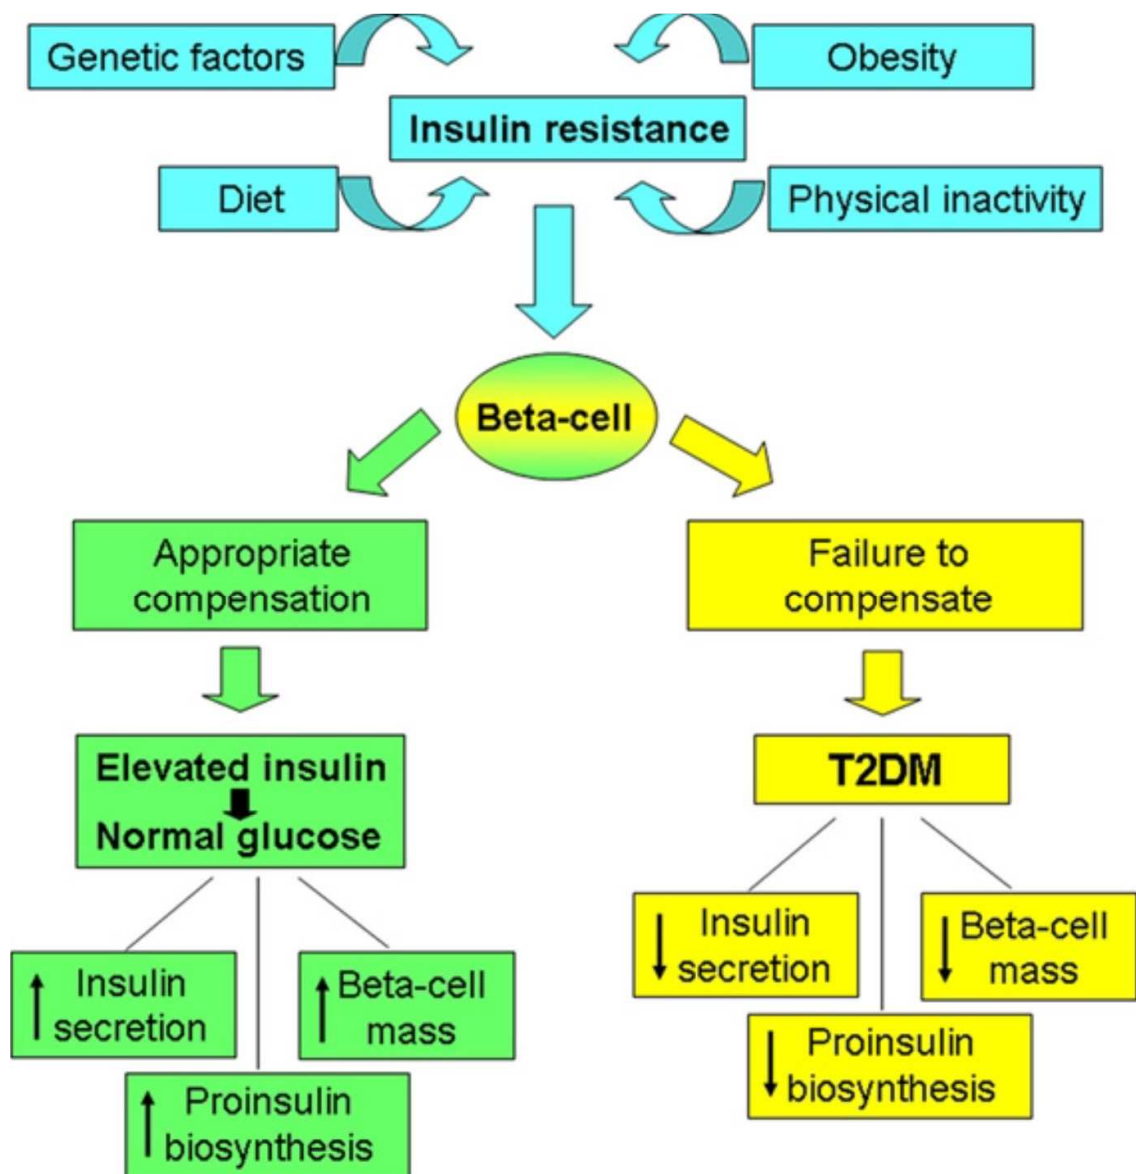 Genetic factors
Obesity
Insulin resistance
Diet
Physical inactivity
Beta-cell
Appropriate
compensation
Failure to
compensate
Elevated insulin
Normal glucose
T2DM
Insulin
secretion
Beta-cell
mass
Proinsulin
biosynthesis
Insulin
secretion
Beta-cell
mass
Proinsulin
biosynthesis